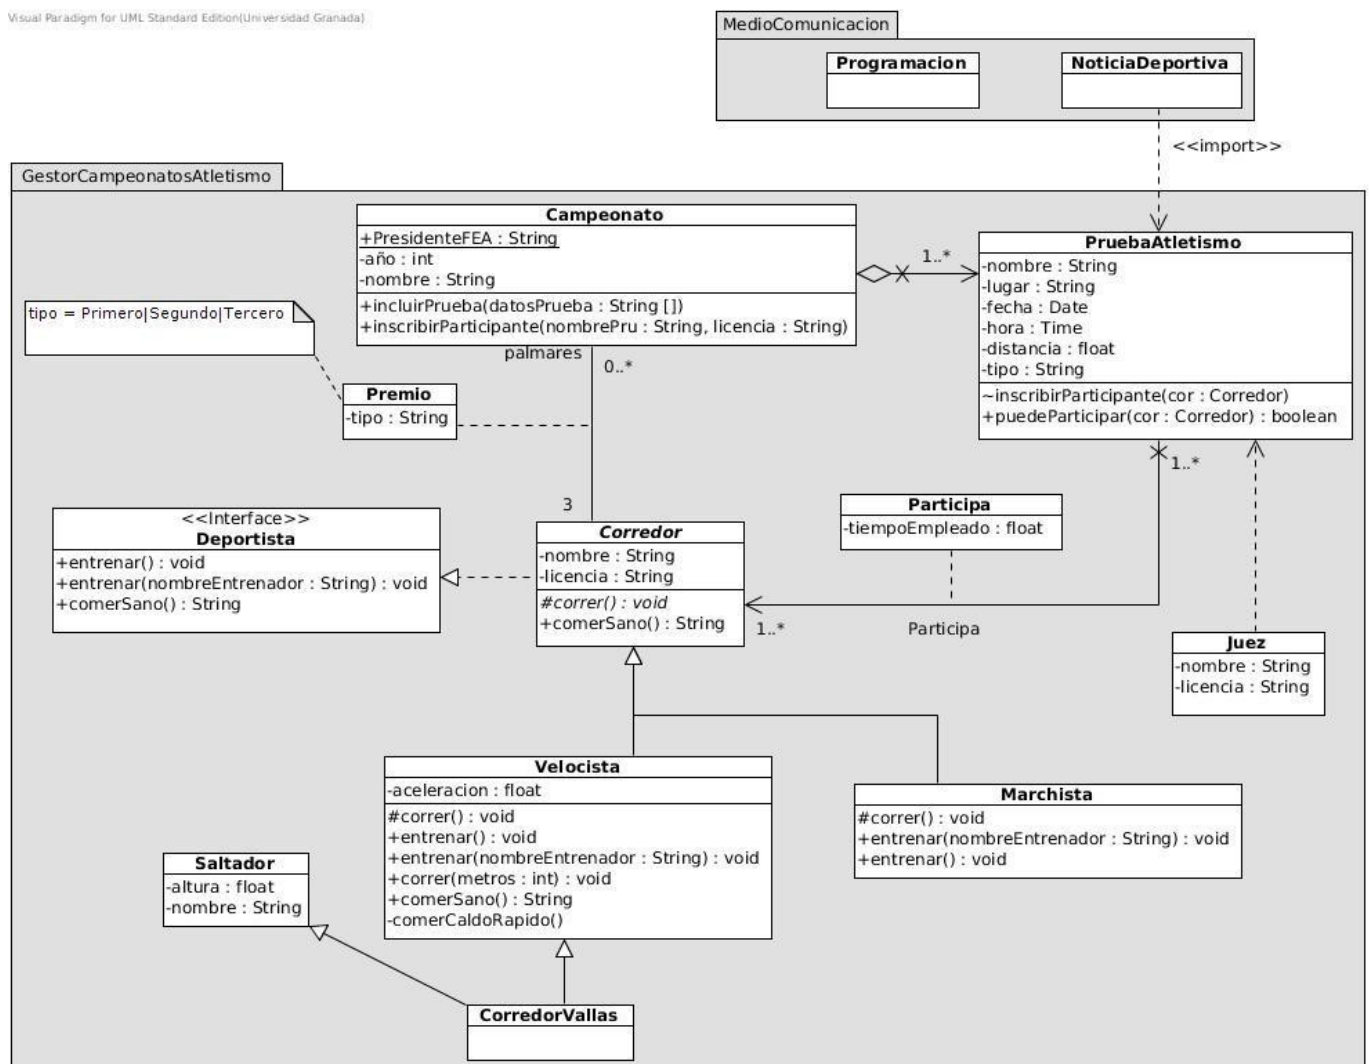 Visual Paradigm for UML Standard Edition(Universidad Granada)
MedioComunicacion
Programacion
NoticiaDeportiva
<<import>>
GestorCampeonatosAtletismo
Campeonato
+PresidenteFEA : String
-año : int
-nombre : String
+incluirPrueba(datosPrueba : String [])
+inscribirParticipante(nombrePru : String, licencia : String)
1..*
PruebaAtletismo
-nombre : String
-lugar : String
-fecha : Date
-hora : Time
-distancia : float
-tipo : String
~inscribirParticipante(cor : Corredor)
+puedeParticipar(cor : Corredor) : boolean
tipo = Primero|Segundo|Tercero
palmares
0..*
Premio
-tipo : String
1..*
3
Participa
-tiempoEmpleado : float
<<Interface>>
Deportista
+entrenar() : void
+entrenar(nombreEntrenador : String) : void
+comerSano() : String
Corredor
-nombre : String
-licencia : String
#correr() : void
+comerSano() : String
1..*
Participa
Juez
-nombre : String
-licencia : String
Velocista
-aceleracion : float
#correr() : void
+entrenar() : void
+entrenar(nombreEntrenador : String) : void
+correr(metros : int) : void
+comerSano() : String
-comerCaldoRapido()
Marchista
#correr() : void
+entrenar(nombreEntrenador : String) : void
+entrenar() : void
Saltador
-altura : float
-nombre : String
CorredorVallas